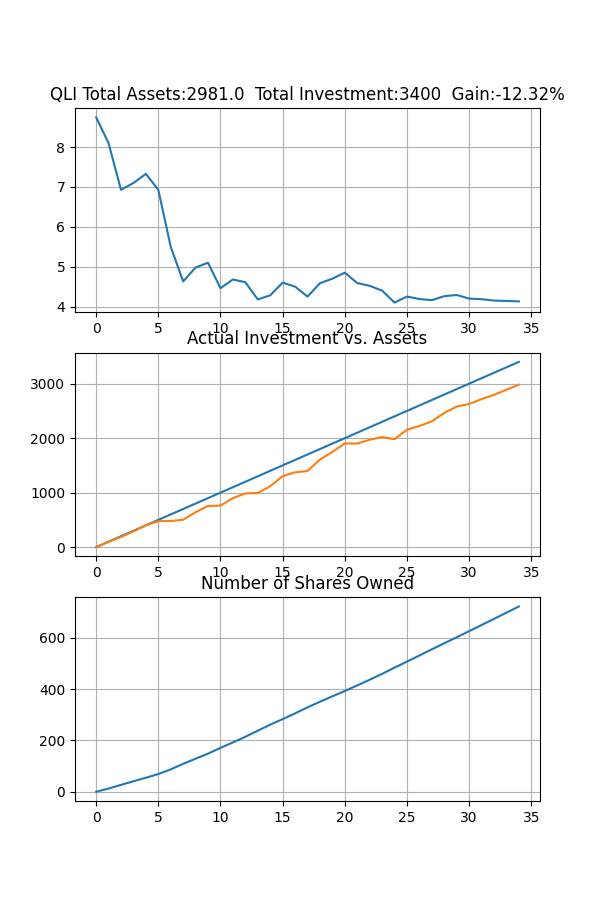 QLI Total Assets:2981.0  Total Investment:3400  Gain:-12.32%
8
7
6
5
4
0 5 10 15 20 25 30 35
Actual Investment vs. Assets
3000
2000
1000
0
0 5 10 15 20 25 30 35
Number of Shares Owned
600
400
200
0
0 5 10 15 20 25 30 35